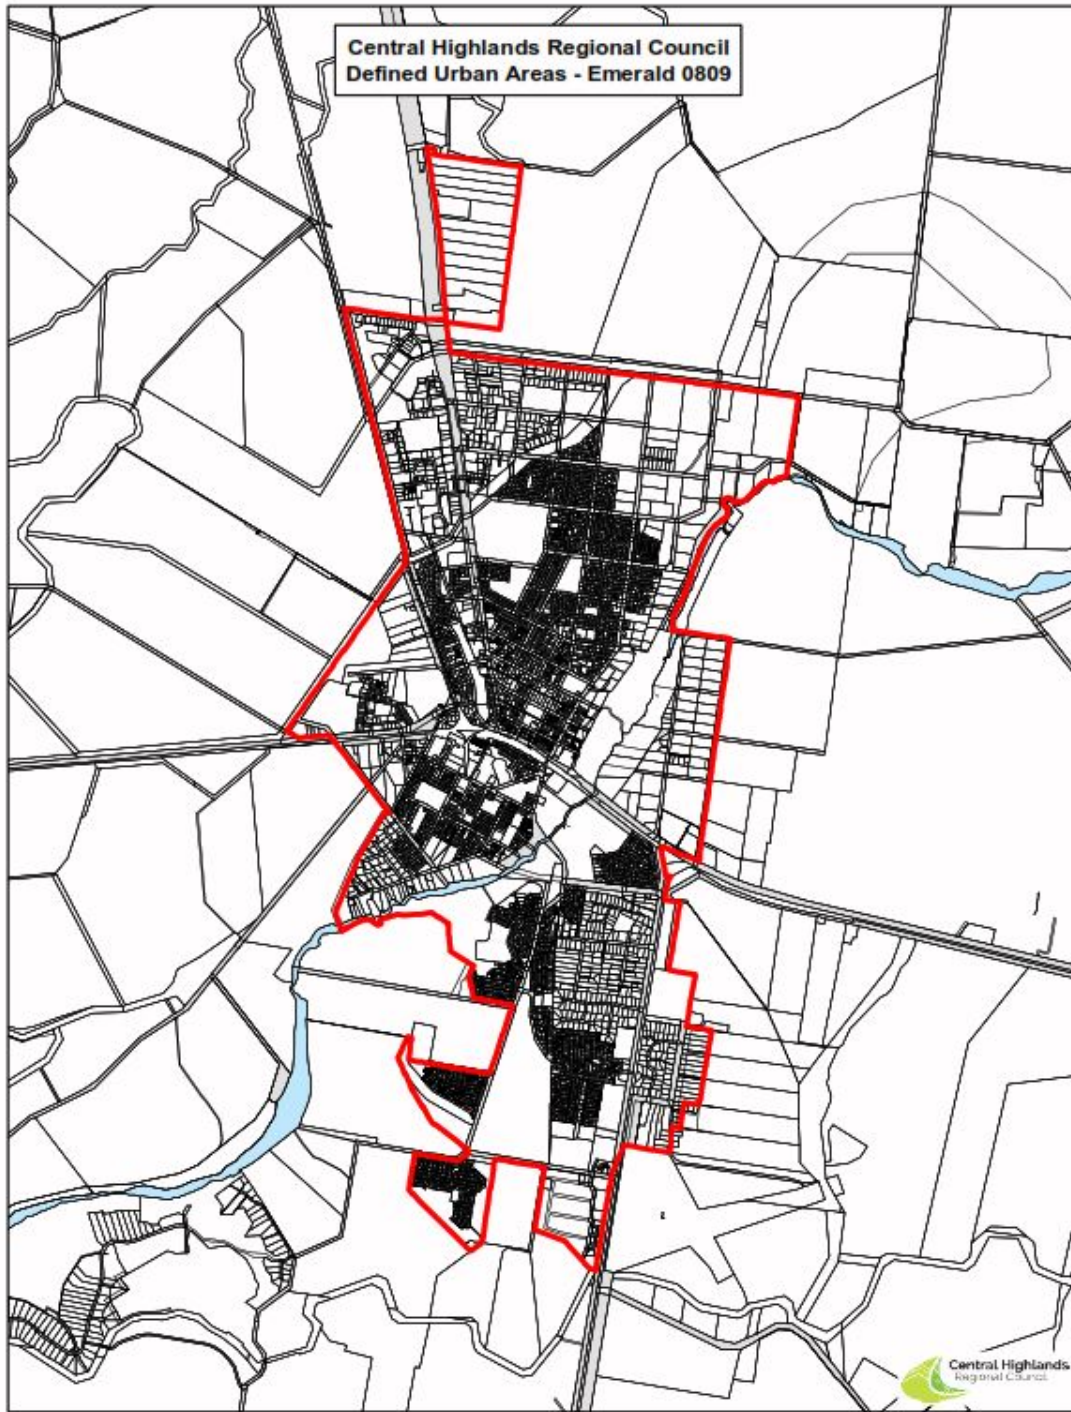 Central Highlands Regional Council
Defined Urban Areas - Emerald 0809
Central Highlands
Regional Council